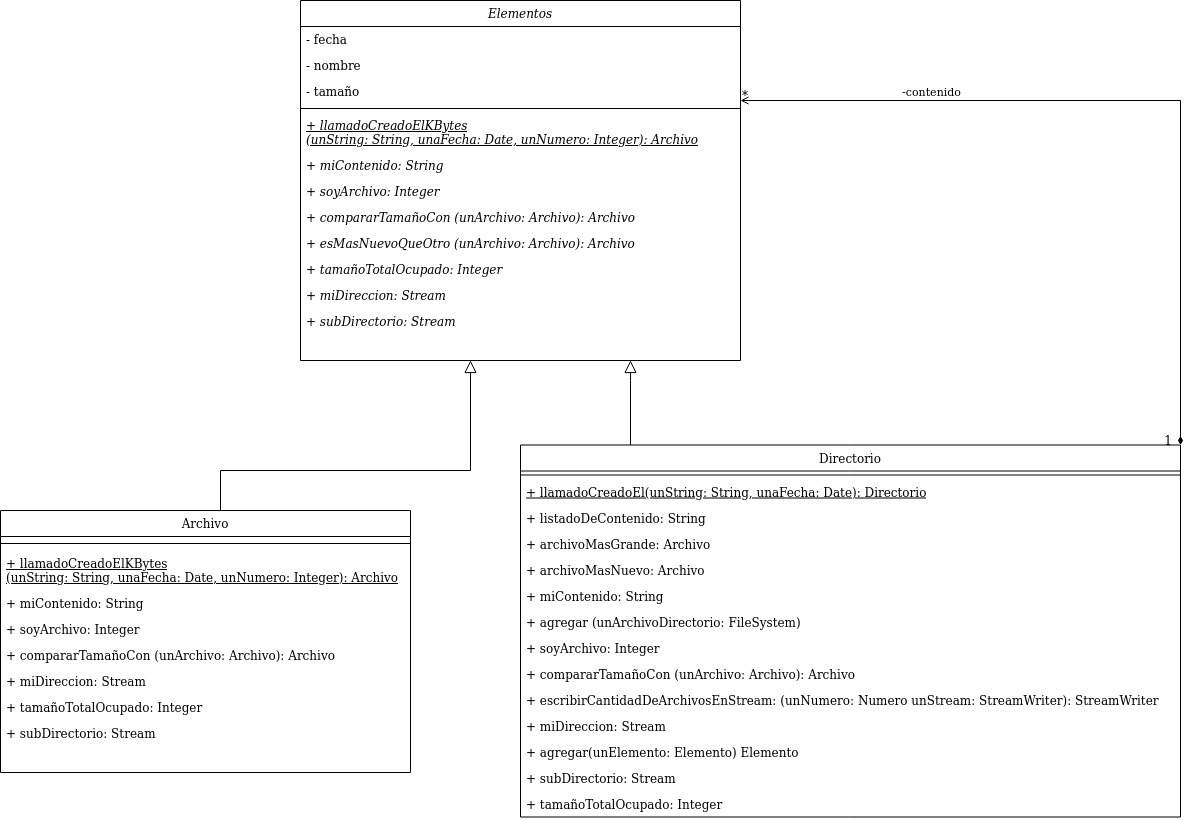 Elementos
- fecha
- nombre
- tamaño
+ llamadoCreadoElKBytes
(unString: String, unaFecha: Date, unNumero: Integer): Archivo
+ miContenido: String
+ soyArchivo: Integer
+ compararTamañoCon (unArchivo: Archivo): Archivo
+ esMasNuevoQueOtro (unArchivo: Archivo): Archivo
+ tamañoTotalOcupado: Integer
+ miDireccion: Stream
+ subDirectorio: Stream
*
-contenido
1
Archivo
+ llamadoCreadoElKBytes
(unString: String, unaFecha: Date, unNumero: Integer): Archivo
+ miContenido: String
+ soyArchivo: Integer
+ compararTamañoCon (unArchivo: Archivo): Archivo
+ miDireccion: Stream
+ tamañoTotalOcupado: Integer
+ subDirectorio: Stream
Directorio
+ llamadoCreadoEl(unString: String, unaFecha: Date): Directorio
+ listadoDeContenido: String
+ archivoMasGrande: Archivo
+ archivoMasNuevo: Archivo
+ miContenido: String
+ agregar (unArchivoDirectorio: FileSystem)
+ soyArchivo: Integer
+ compararTamañoCon (unArchivo: Archivo): Archivo
+ escribirCantidadDeArchivosEnStream: (unNumero: Numero unStream: StreamWriter): StreamWriter
+ miDireccion: Stream
+ agregar(unElemento: Elemento) Elemento
+ subDirectorio: Stream
+ tamañoTotalOcupado: Integer